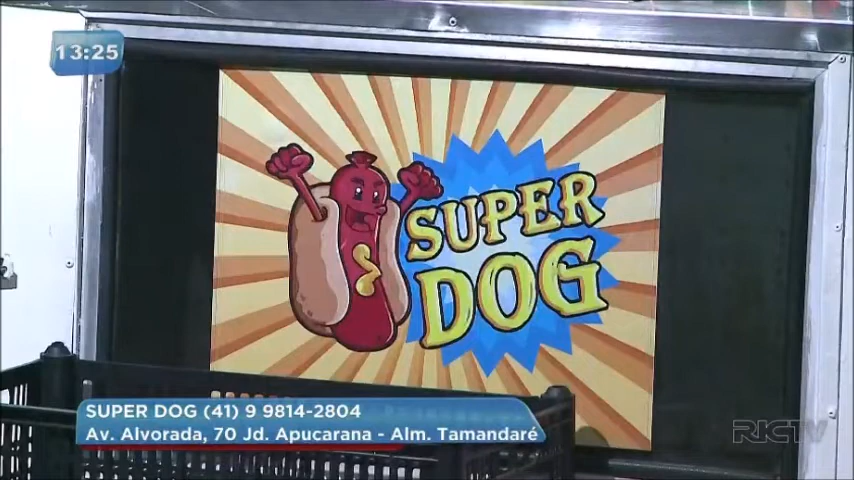 13:25
SUPER
DOG
SUPER DOG (41) 9 9814-2804
Av. Alvorada, 70 Jd. Apucarana - Alm. Tamandaré
RICTV